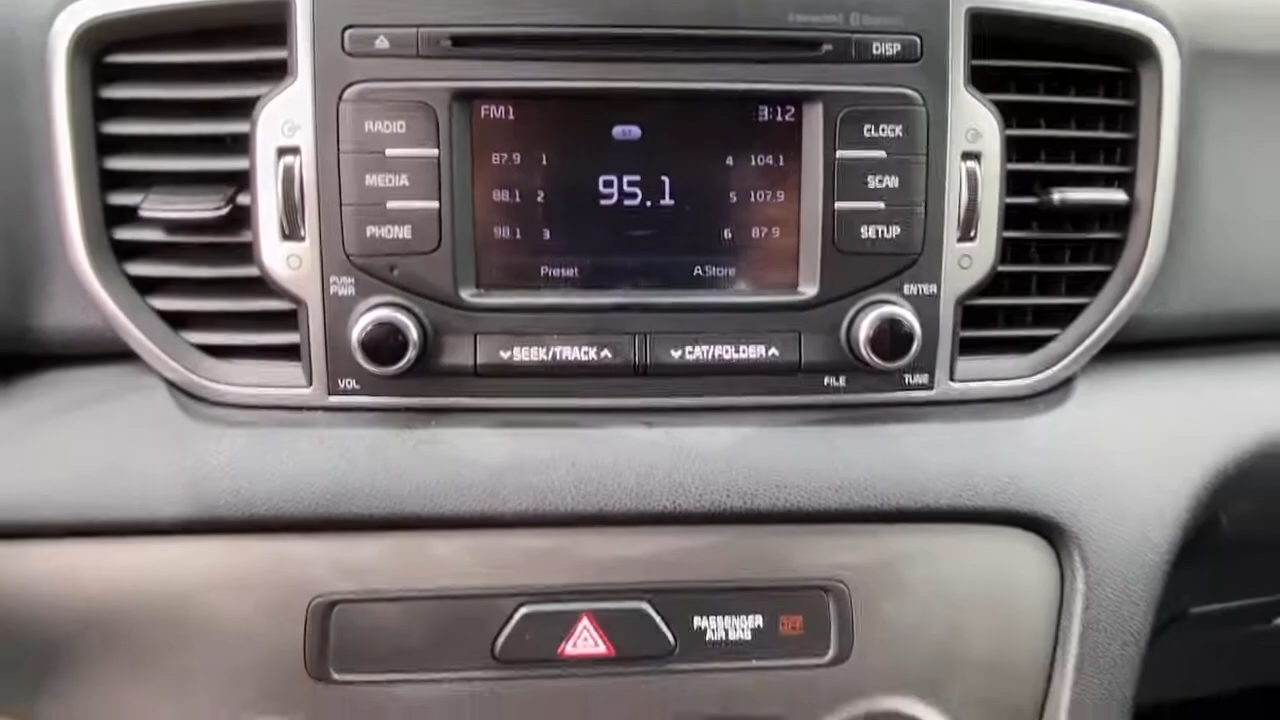 DISP
RADIO
MEDIA
PHONE
FM1
3:12
ST
87.9 1
88.1 2
98.1 3
95.1
4 104.1
5 107.9
6 87.9
Preset
A.Store
CLOCK
SCAN
SETUP
PUSH
PWR
VOL
SEEK/TRACK
CAT/FOLDER
ENTER
FILE
TUNE
PASSENGER
AIR BAG
OFF